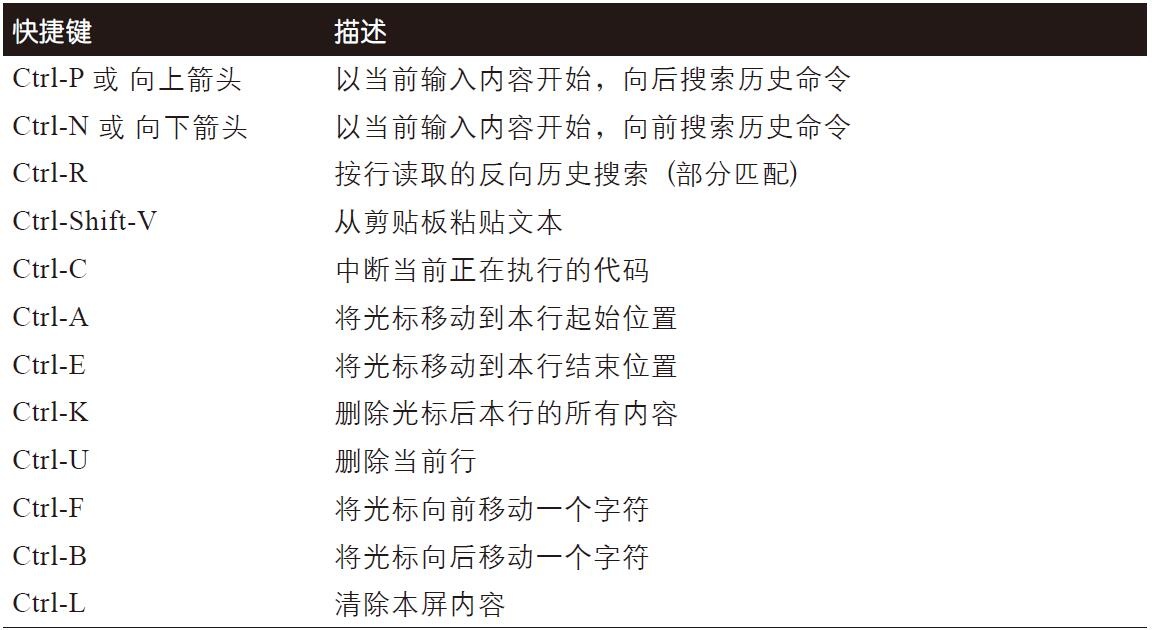 快捷键 描述
Ctrl-P 或 向上箭头 以当前输入内容开始，向后搜索历史命令
Ctrl-N 或 向下箭头 以当前输入内容开始，向前搜索历史命令
Ctrl-R 按行读取的反向历史搜索（部分匹配）
Ctrl-Shift-V 从剪贴板粘贴文本
Ctrl-C 中断当前正在执行的代码
Ctrl-A 将光标移动到本行起始位置
Ctrl-E 将光标移动到本行结束位置
Ctrl-K 删除光标后本行的所有内容
Ctrl-U 删除当前行
Ctrl-F 将光标向前移动一个字符
Ctrl-B 将光标向后移动一个字符
Ctrl-L 清除本屏内容